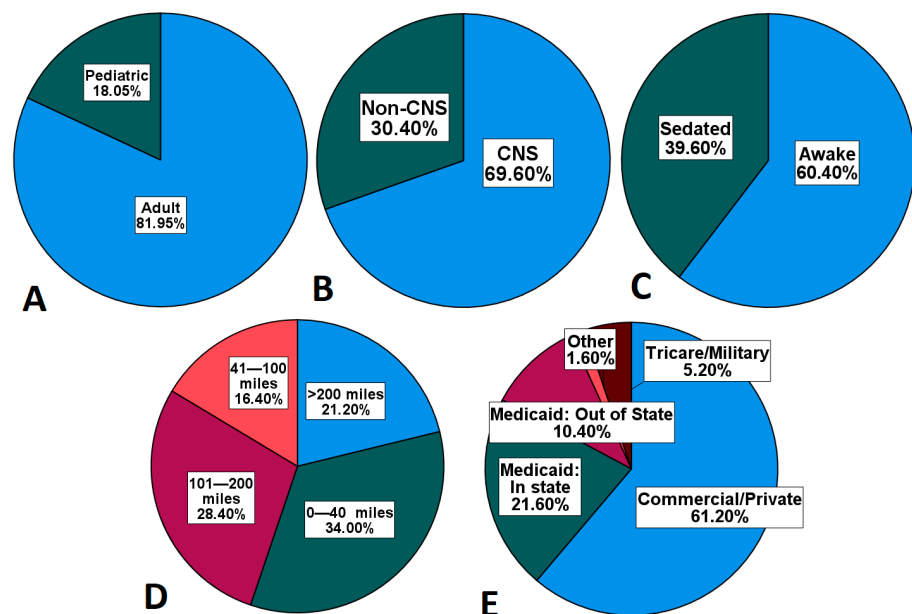 Pediatric
18.05%
Adult
81.95%
A
Non-CNS
30.40%
CNS
69.60%
B
Sedated
39.60%
Awake
60.40%
C
41—100
miles
16.40%
>200 miles
21.20%
101—200
miles
28.40%
0—40 miles
34.00%
D
Other
1.60%
Tricare/Military
5.20%
Medicaid: Out of State
10.40%
Medicaid:
In state
21.60%
Commercial/Private
61.20%
E